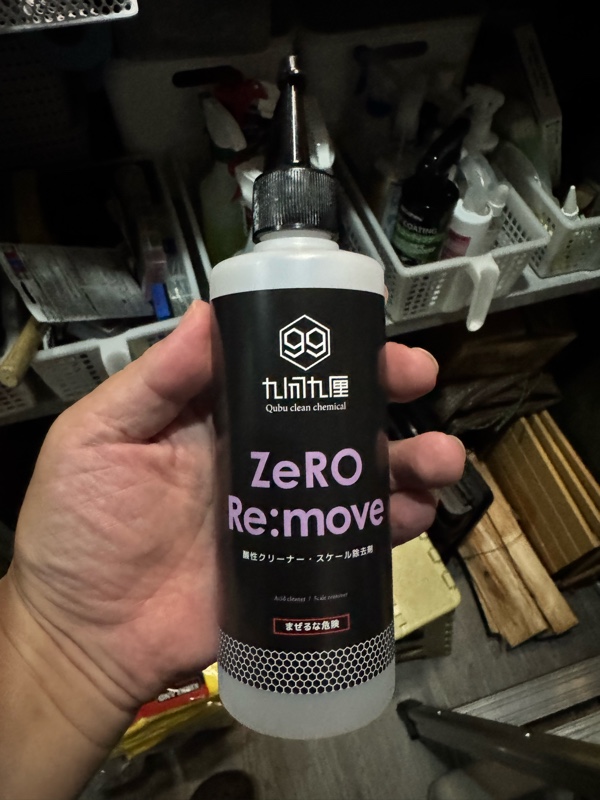 99
九分九厘
Qubu clean chemical
ZeRO
Re:move
酸性クリーナー・スケール除去剤
Acid cleaner / Scale remover
まぜるな危険
COATING